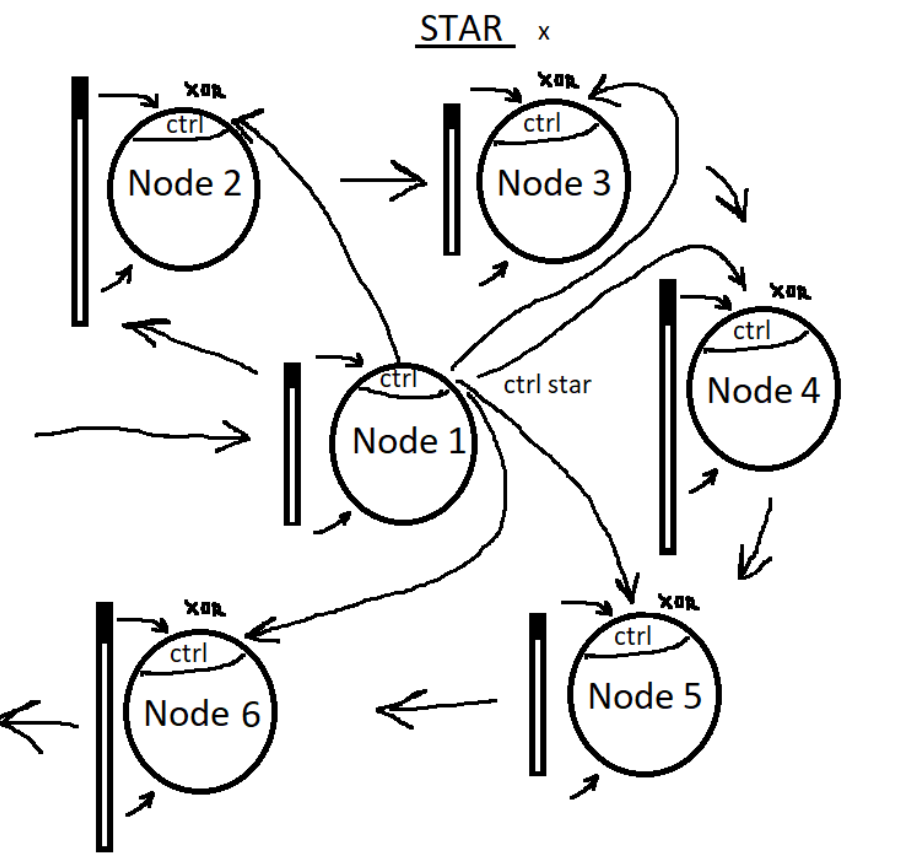 STAR x
XOR
ctrl
Node 2
XOR
ctrl
Node 3
XOR
ctrl
Node 4
ctrl
Node 1
ctrl star
XOR
ctrl
Node 6
XOR
ctrl
Node 5